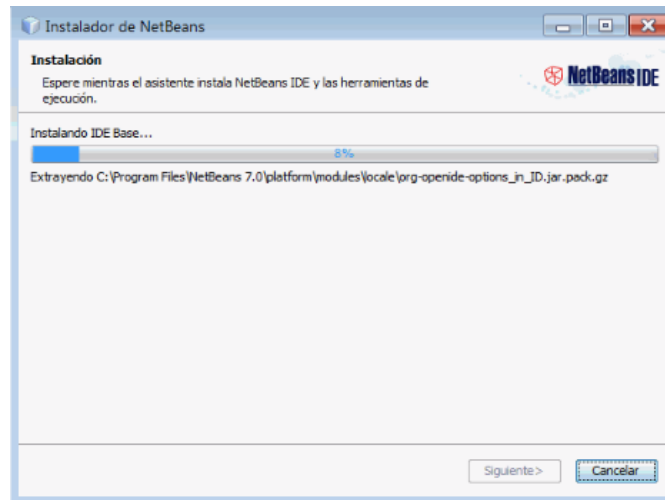 Instalador de NetBeans
Instalación
Espere mientras el asistente instala NetBeans IDE y las herramientas de
ejecución.
NetBeans IDE
Instalando IDE Base...
8%
Extrayendo C:\Program Files\NetBeans 7.0\platform\modules\locale\org-openide-options_in_ID.jar.pack.gz
Siguiente >
Cancelar